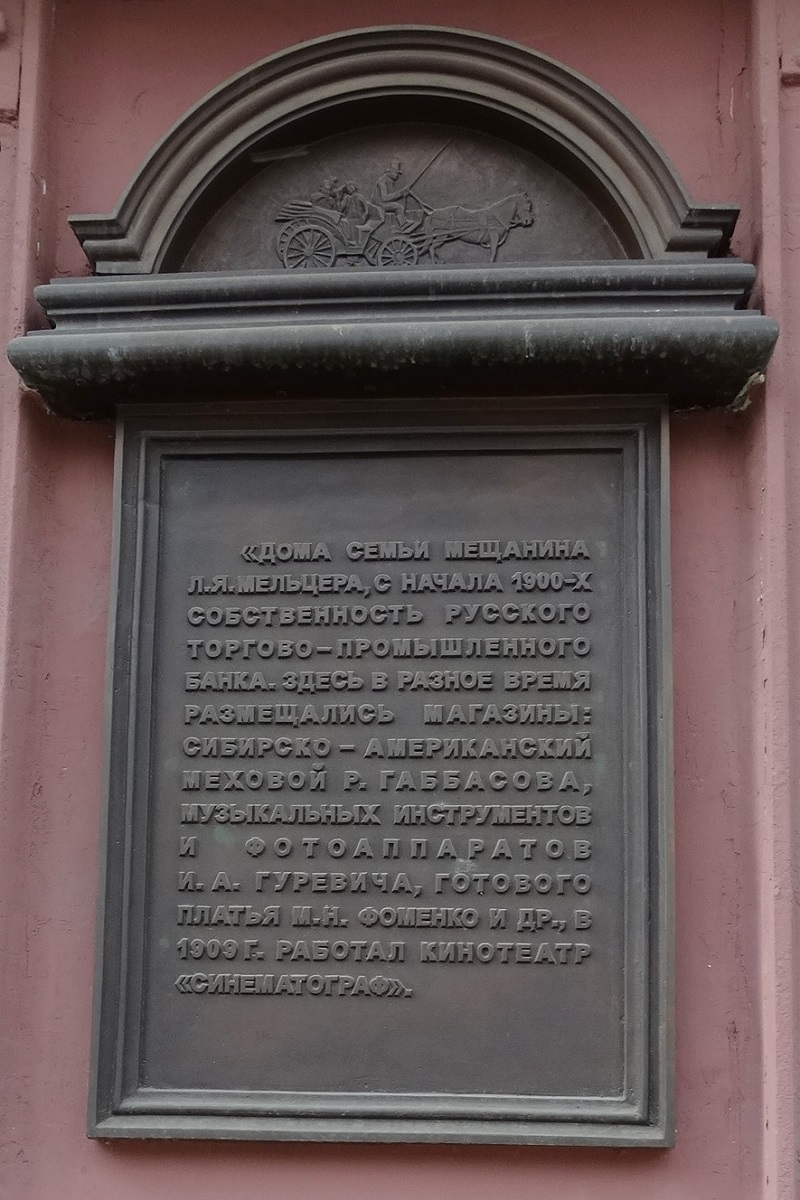 «ДОМА СЕМЬИ МЕЩАНИНА
Л.Я.МЕЛЬЦЕРА, С НАЧАЛА 1900-Х
СОБСТВЕННОСТЬ РУССКОГО
ТОРГОВО-ПРОМЫШЛЕННОГО
БАНКА. ЗДЕСЬ В РАЗНОЕ ВРЕМЯ
РАЗМЕЩАЛИСЬ МАГАЗИНЫ:
СИБИРСКО – АМЕРИКАНСКИЙ
МЕХОВОЙ Р. ГАББАСОВА,
МУЗЫКАЛЬНЫХ ИНСТРУМЕНТОВ
И ФОТОАППАРАТОВ
И.А. ГУРЕВИЧА, ГОТОВОГО
ПЛАТЬЯ М.Н. ФОМЕНКО И ДР., В
1909 Г. РАБОТАЛ КИНОТЕАТР
«СИНЕМАТОГРАФ».